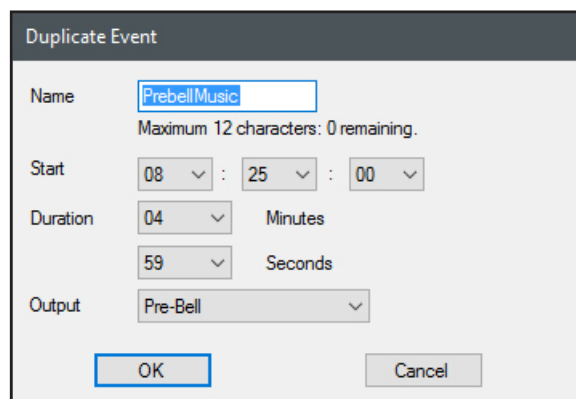 Duplicate Event
Name PrebellMusic
Maximum 12 characters: 0 remaining.
Start 08 : 25 : 00
Duration 04 Minutes
59 Seconds
Output Pre-Bell
OK Cancel